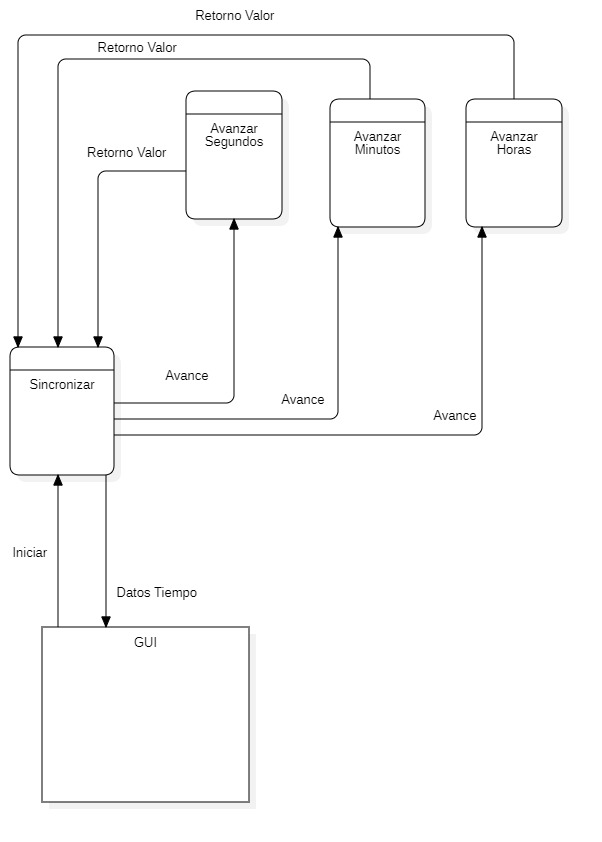 Retorno Valor
Retorno Valor
Retorno Valor
Avanzar
Segundos
Avanzar
Minutos
Avanzar
Horas
Avance
Avance
Avance
Sincronizar
Iniciar
Datos Tiempo
GUI